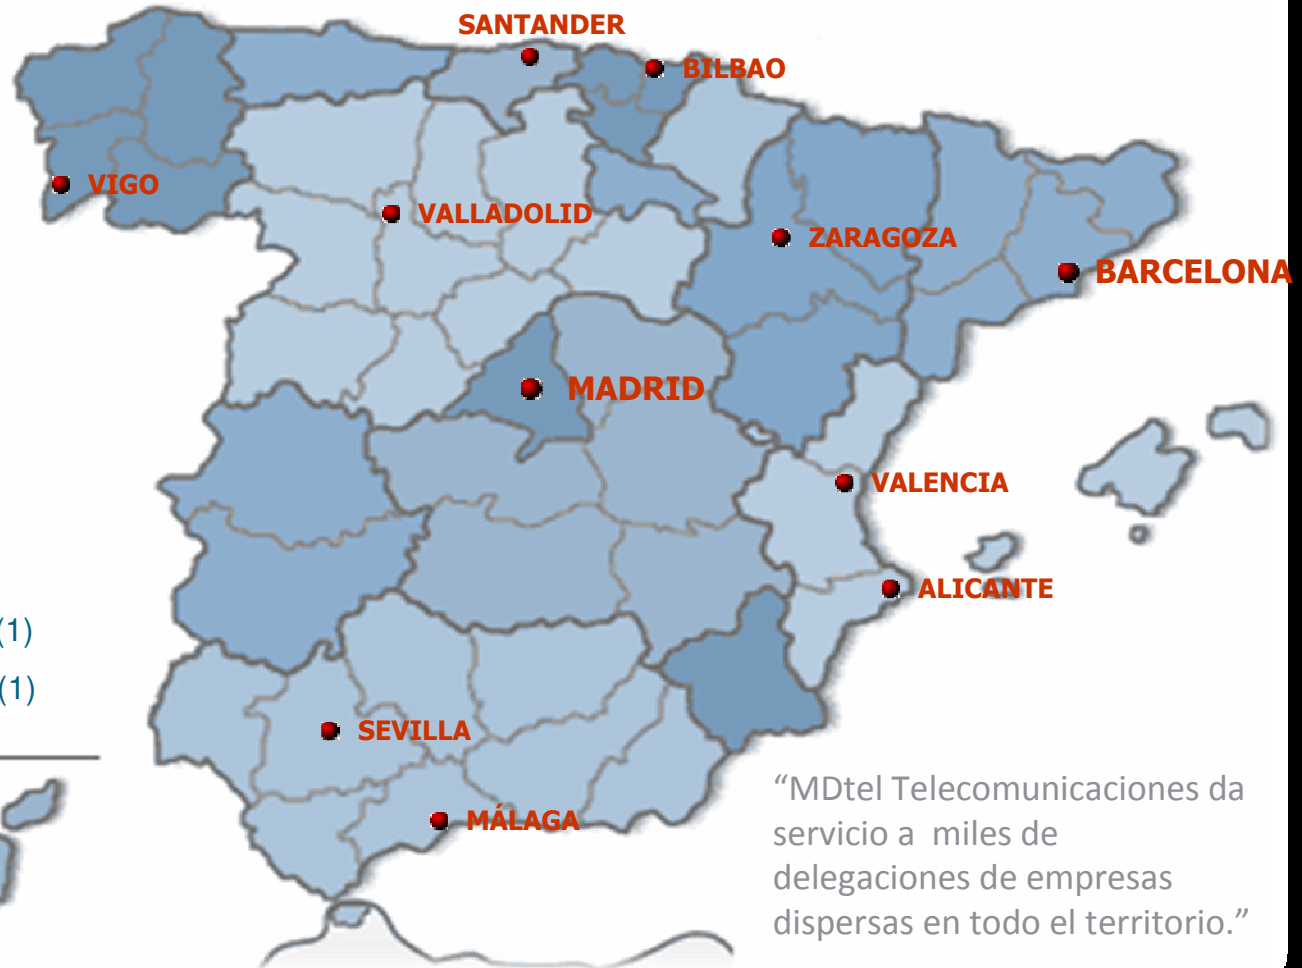 SANTANDER
BILBAO
VIGO
VALLADOLID
ZARAGOZA
BARCELONA
MADRID
VALENCIA
ALICANTE
(1)
(1)
SEVILLA
MÁLAGA
“MDtel Telecomunicaciones da
servicio a miles de
delegaciones de empresas
dispersas en todo el territorio.”